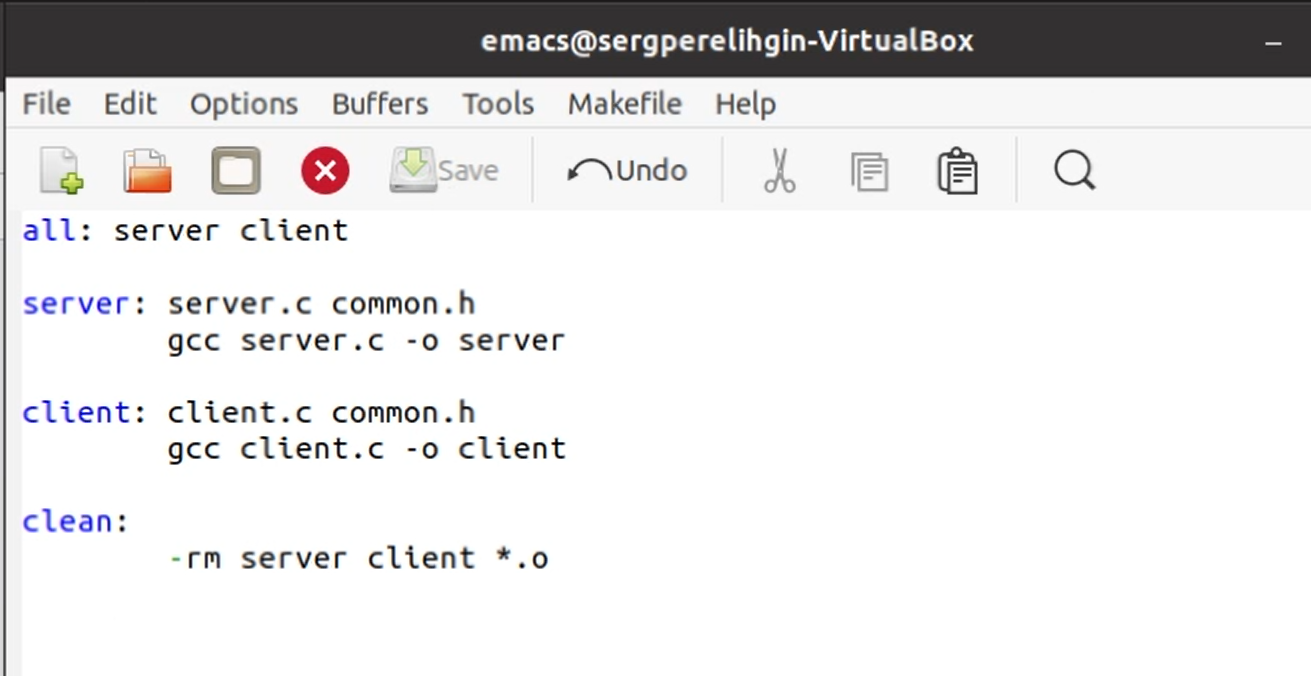 emacs@sergperelihgin-VirtualBox
File Edit Options Buffers Tools Makefile Help
Save Undo
all: server client
server: server.c common.h
gcc server.c -o server
client: client.c common.h
gcc client.c -o client
clean:
-rm server client *.o